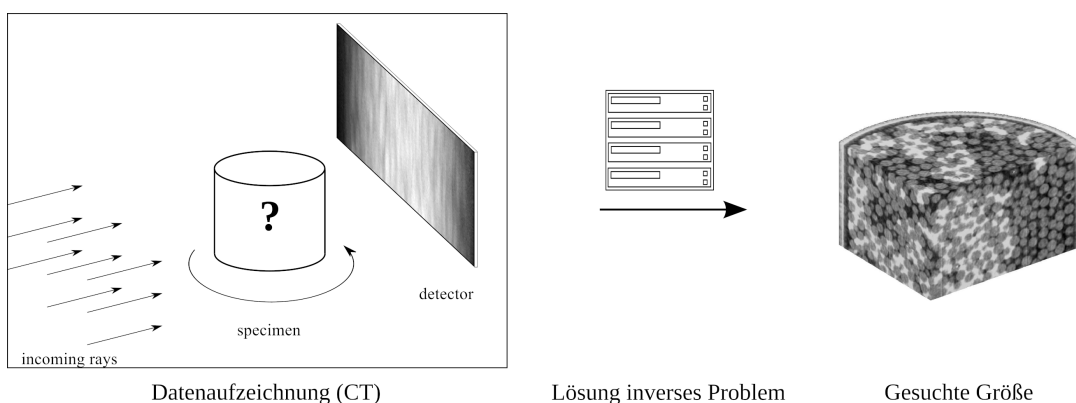 ?
detector
specimen
incoming rays
Datenaufzeichnung (CT)
Lösung inverses Problem
Gesuchte Größe